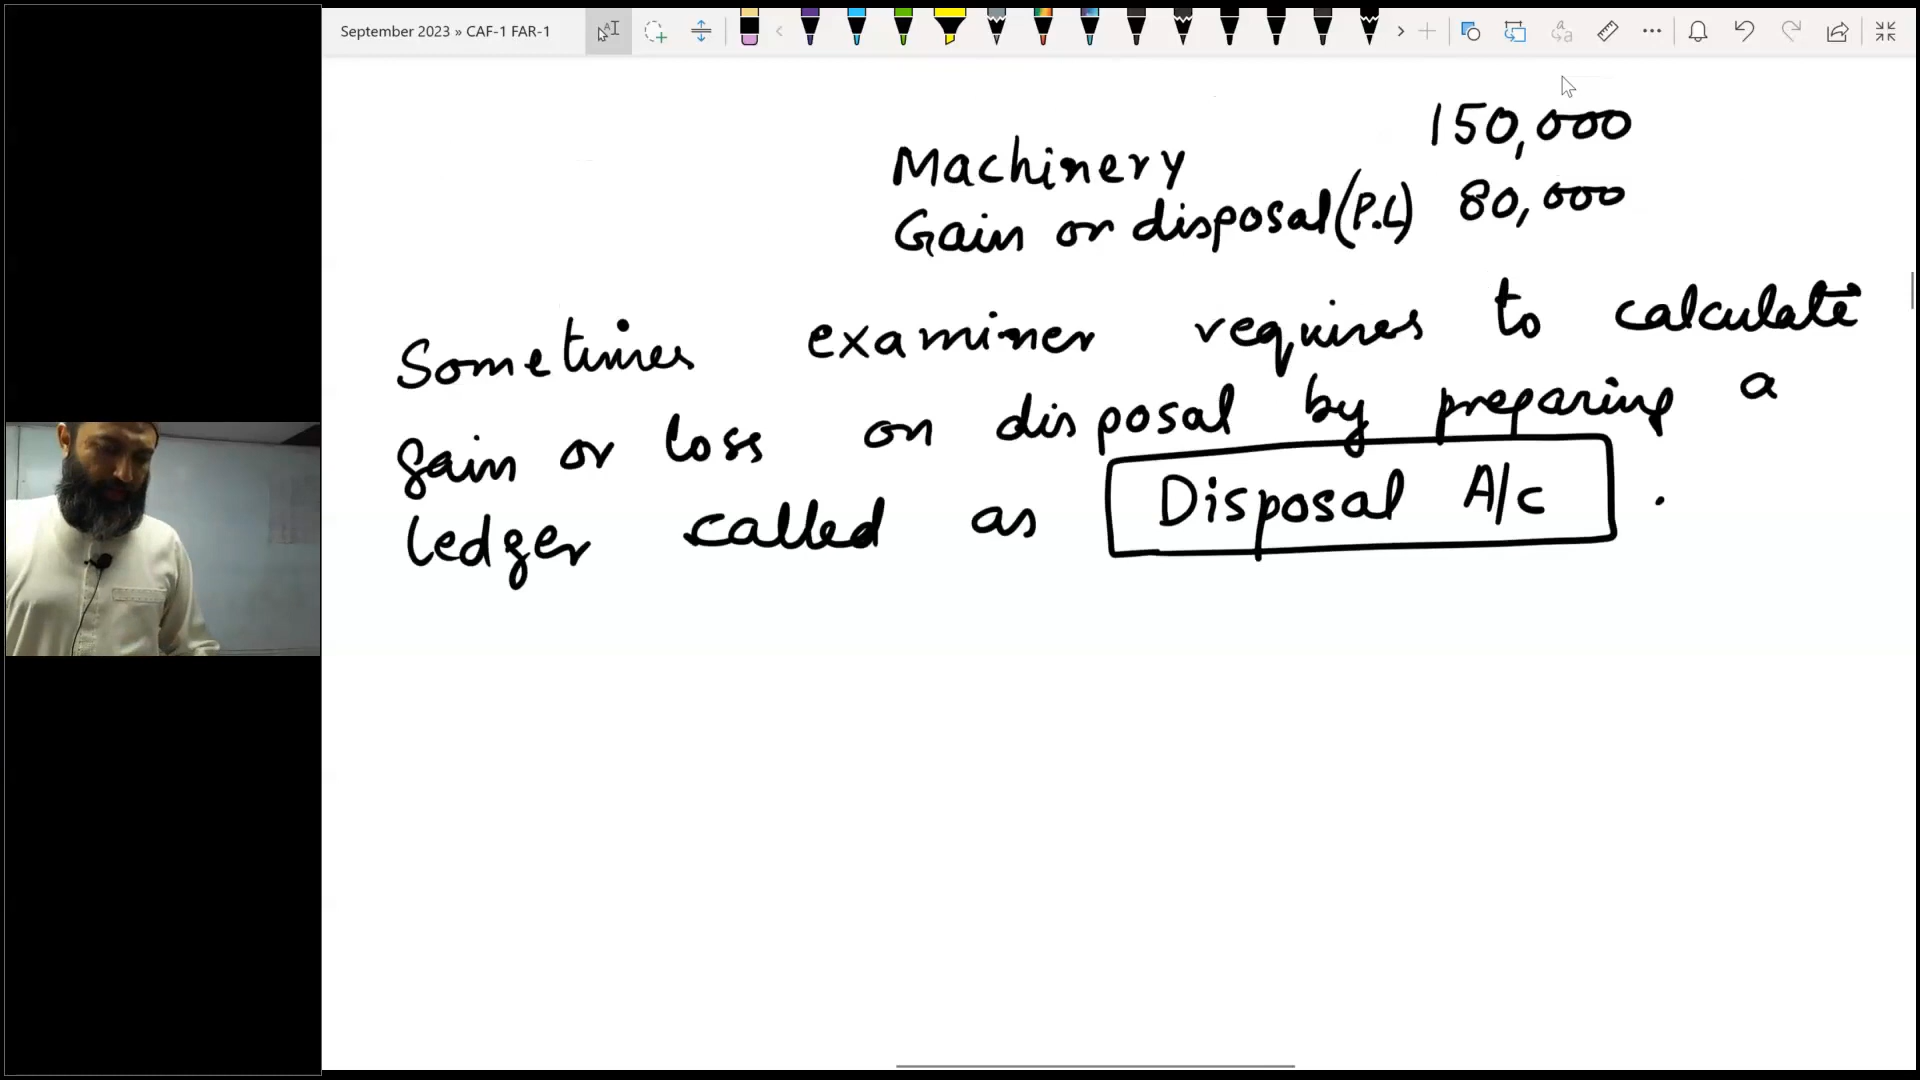 September 2023 » CAF-1 FAR-1
150,000
Machinery
Gain or disposal (P.L) 80,000
Sometimes examiner requires to calculate
gain or loss on disposal by preparing a
ledger called as Disposal A/c .